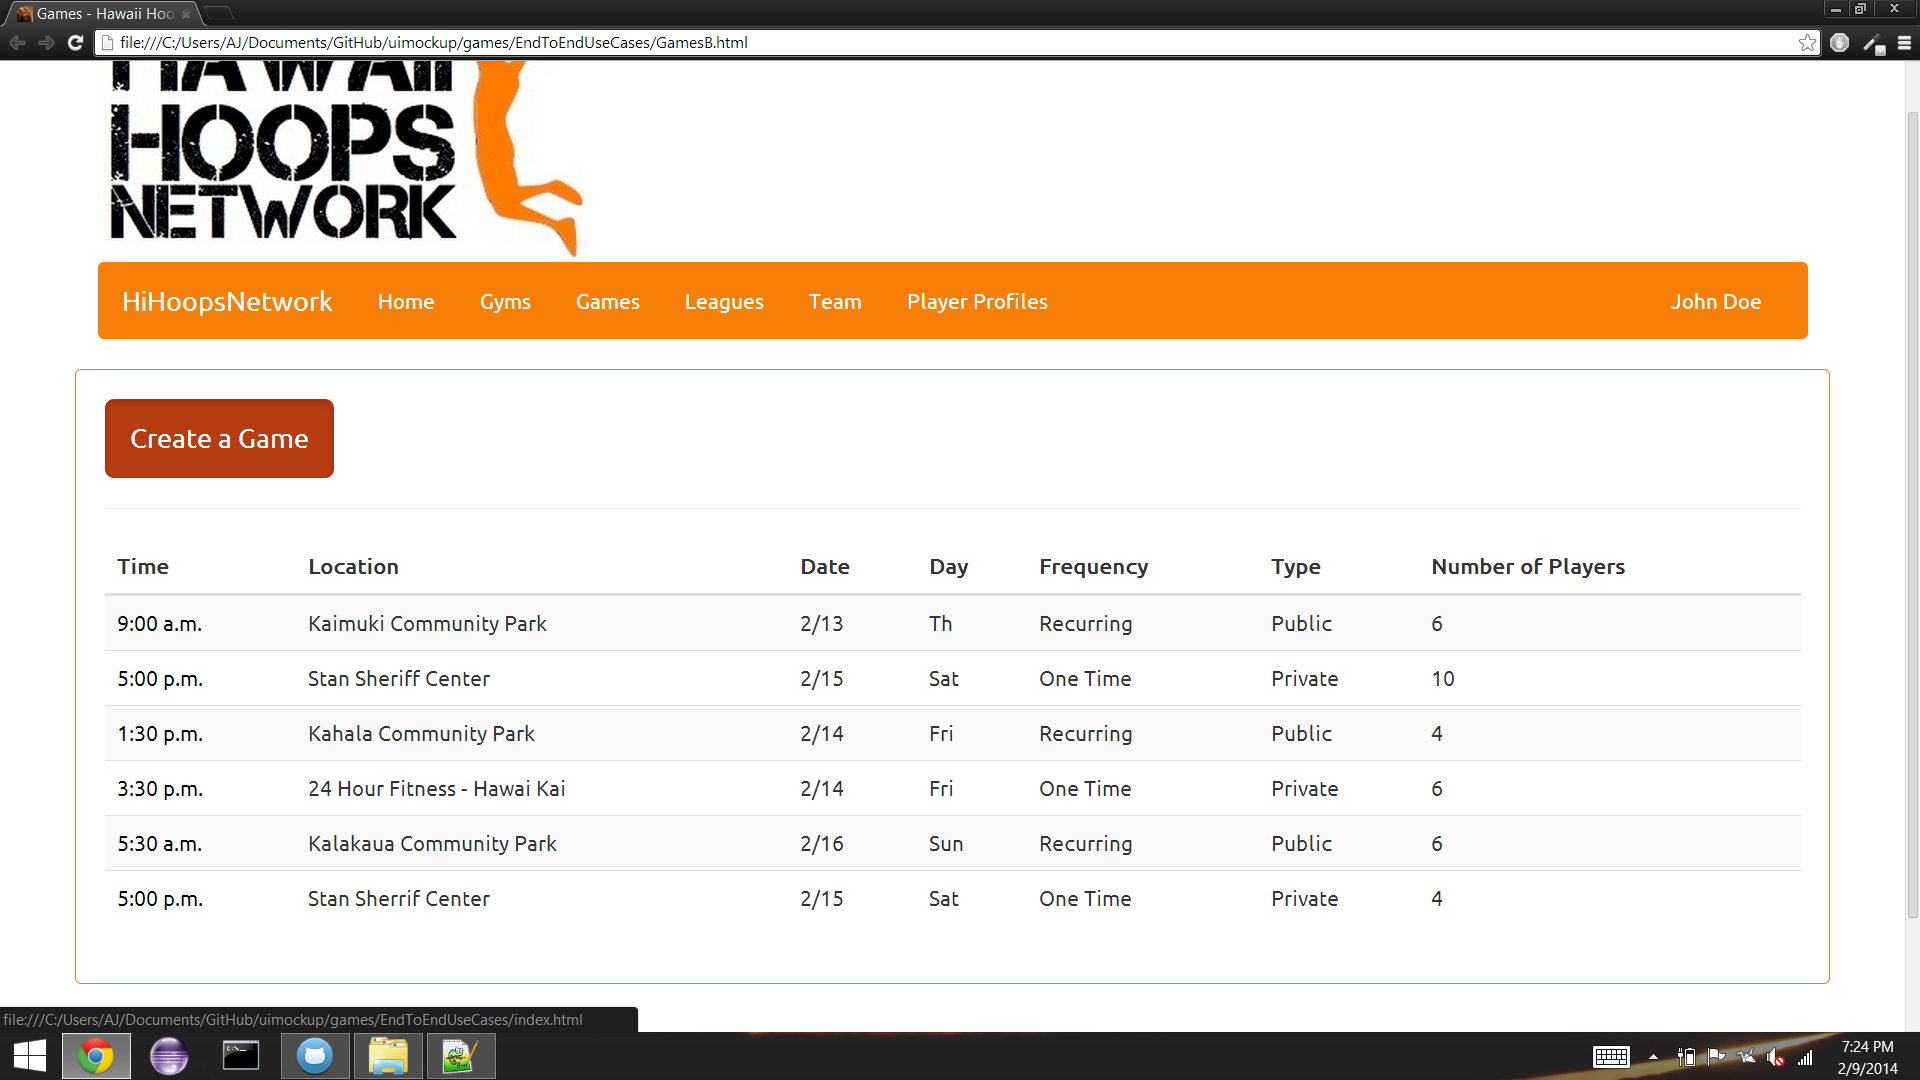 Games - Hawaii Hoo
file:///C:/Users/AJ/Documents/GitHub/uimockup/games/EndToEndUseCases/GamesB.html
HAWAII
HOOPS
NETWORK
HiHoopsNetwork Home Gyms Games Leagues Team Player Profiles John Doe
Create a Game
Time Location Date Day Frequency Type Number of Players
9:00 a.m. Kaimuki Community Park 2/13 Th Recurring Public 6
5:00 p.m. Stan Sheriff Center 2/15 Sat One Time Private 10
1:30 p.m. Kahala Community Park 2/14 Fri Recurring Public 4
3:30 p.m. 24 Hour Fitness - Hawai Kai 2/14 Fri One Time Private 6
5:30 a.m. Kalakaua Community Park 2/16 Sun Recurring Public 6
5:00 p.m. Stan Sherrif Center 2/15 Sat One Time Private 4
file:///C:/Users/AJ/Documents/GitHub/uimockup/games/EndToEndUseCases/index.html
7:24 PM
2/9/2014